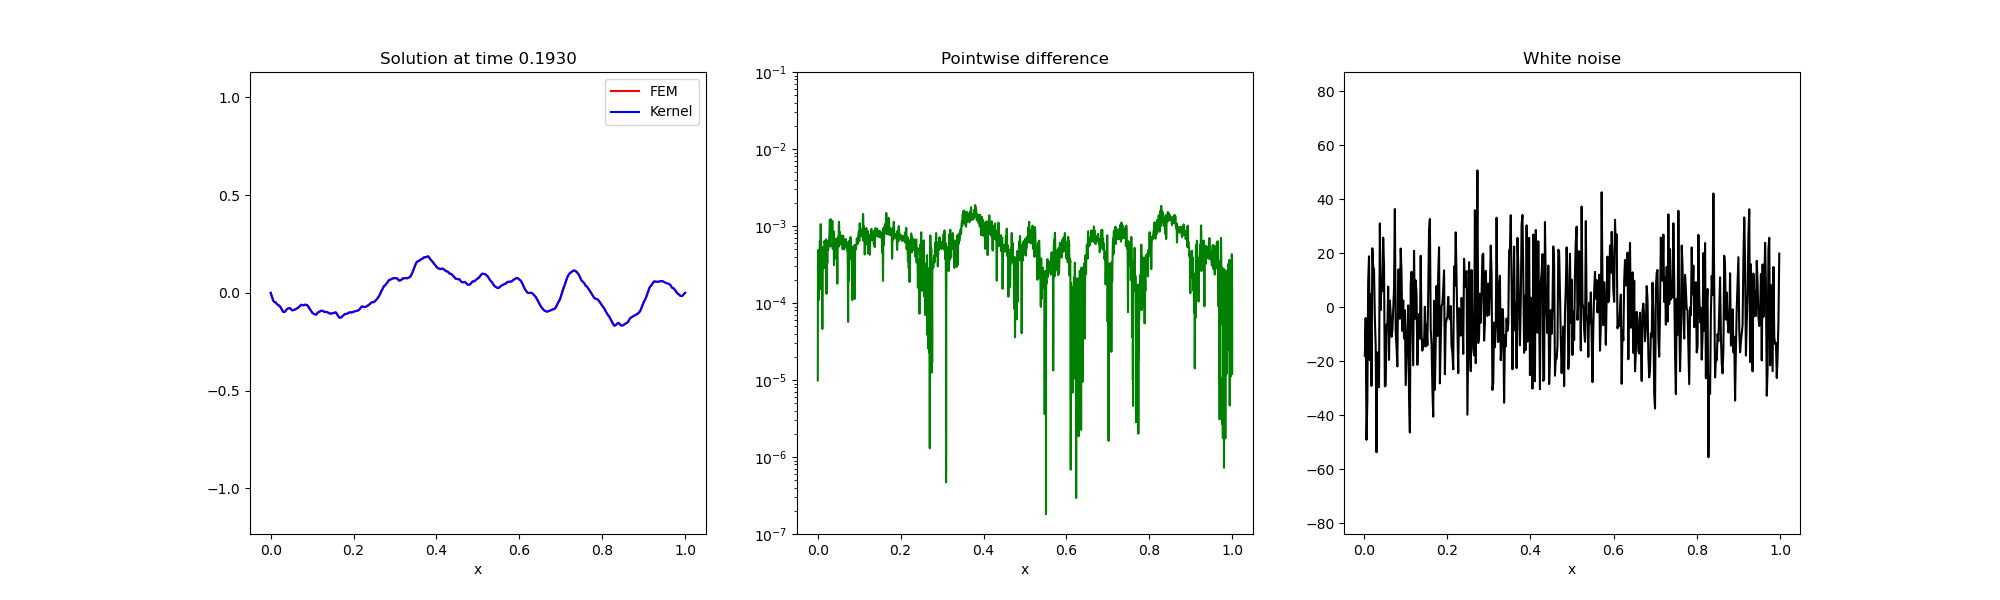 Solution at time 0.1930
1.0
0.5
0.0
−0.5
−1.0
FEM
Kernel
0.0 0.2 0.4 0.6 0.8 1.0
x
Pointwise difference
10⁻¹
10⁻²
10⁻³
10⁻⁴
10⁻⁵
10⁻⁶
10⁻⁷
0.0 0.2 0.4 0.6 0.8 1.0
x
White noise
80
60
40
20
0
−20
−40
−60
−80
0.0 0.2 0.4 0.6 0.8 1.0
x